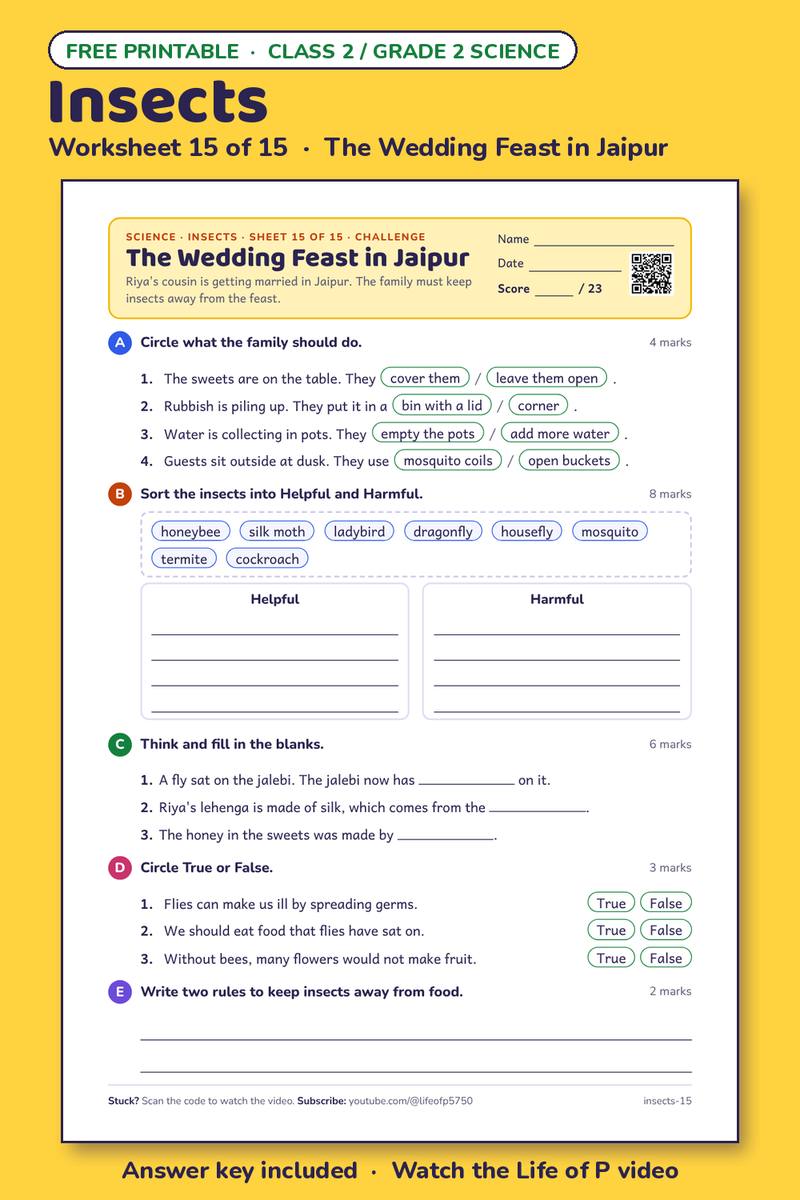 FREE PRINTABLE · CLASS 2 / GRADE 2 SCIENCE
Insects
Worksheet 15 of 15 · The Wedding Feast in Jaipur
SCIENCE · INSECTS · SHEET 15 OF 15 · CHALLENGE
The Wedding Feast in Jaipur
Riya's cousin is getting married in Jaipur. The family must keep
insects away from the feast.
Name
Date
Score / 23
A Circle what the family should do. 4 marks
1. The sweets are on the table. They cover them / leave them open .
2. Rubbish is piling up. They put it in a bin with a lid / corner .
3. Water is collecting in pots. They empty the pots / add more water .
4. Guests sit outside at dusk. They use mosquito coils / open buckets .
B Sort the insects into Helpful and Harmful. 8 marks
honeybee silk moth ladybird dragonfly housefly mosquito
termite cockroach
Helpful Harmful
C Think and fill in the blanks. 6 marks
1. A fly sat on the jalebi. The jalebi now has ____________ on it.
2. Riya's lehenga is made of silk, which comes from the ____________.
3. The honey in the sweets was made by ____________.
D Circle True or False. 3 marks
1. Flies can make us ill by spreading germs. True False
2. We should eat food that flies have sat on. True False
3. Without bees, many flowers would not make fruit. True False
E Write two rules to keep insects away from food. 2 marks
Stuck? Scan the code to watch the video. Subscribe: youtube.com/@lifeofp5750 insects-15
Answer key included · Watch the Life of P video